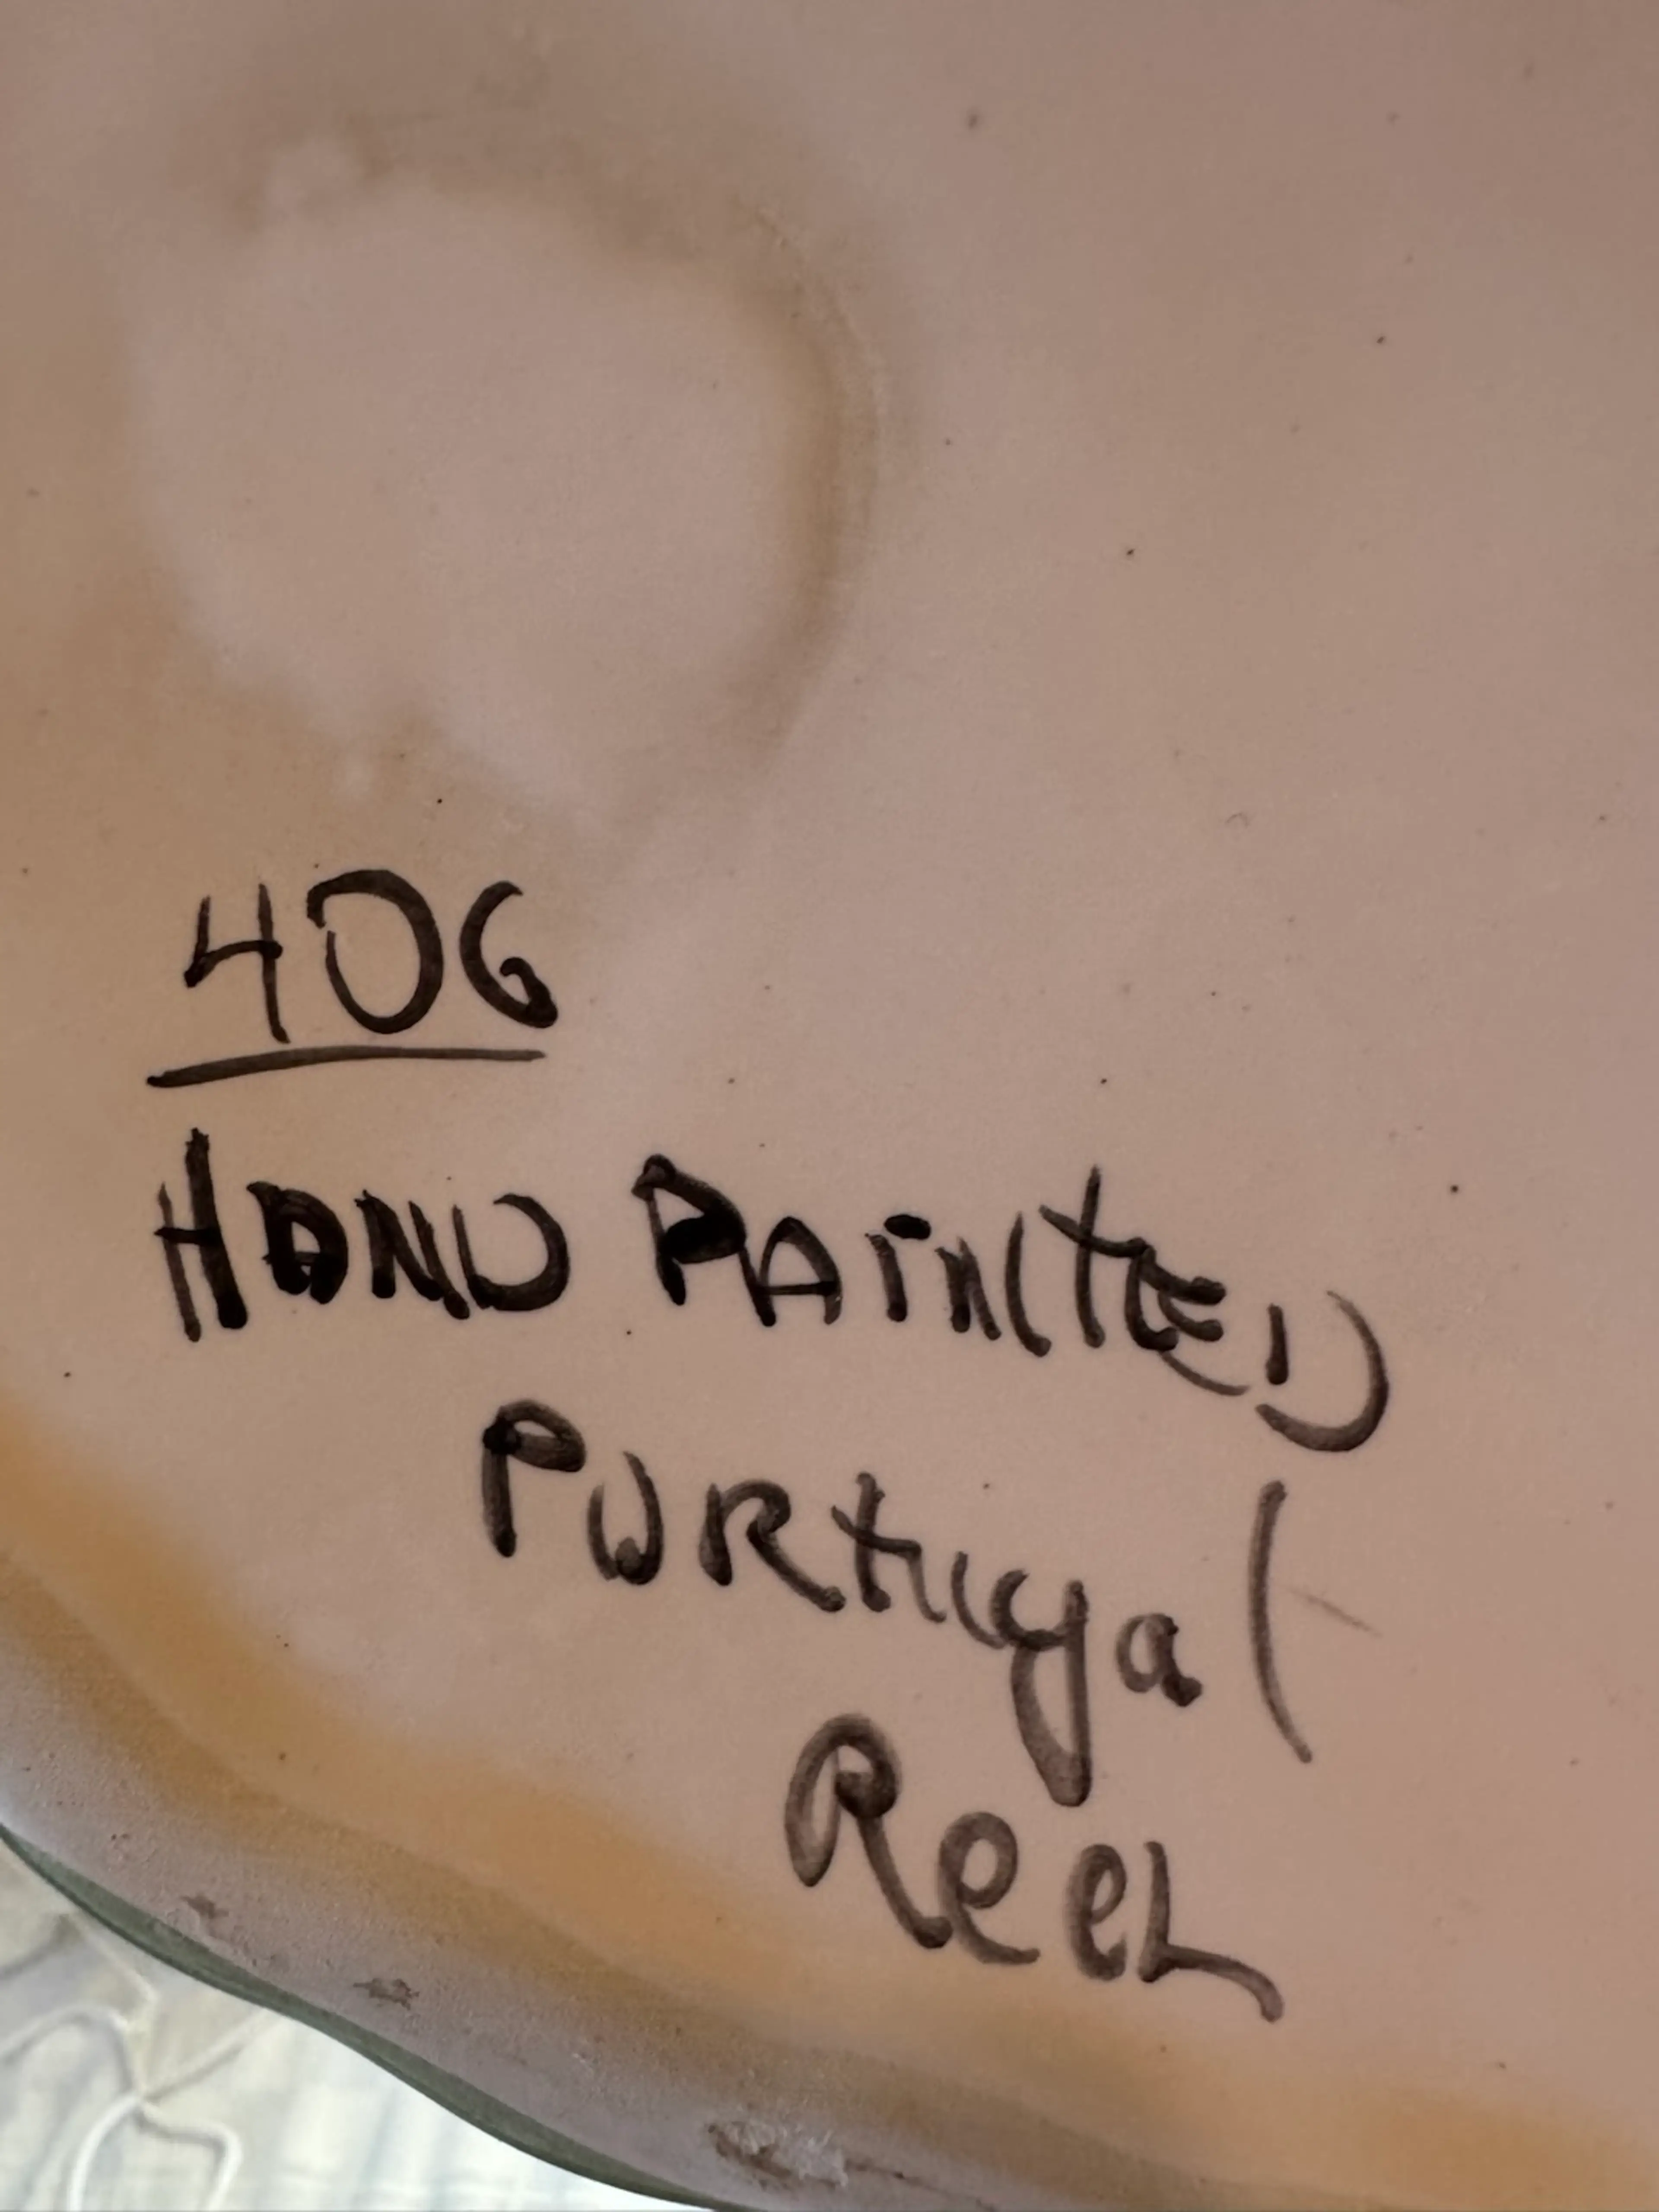 406
HAND PAINTED
PORTugal
ReeL